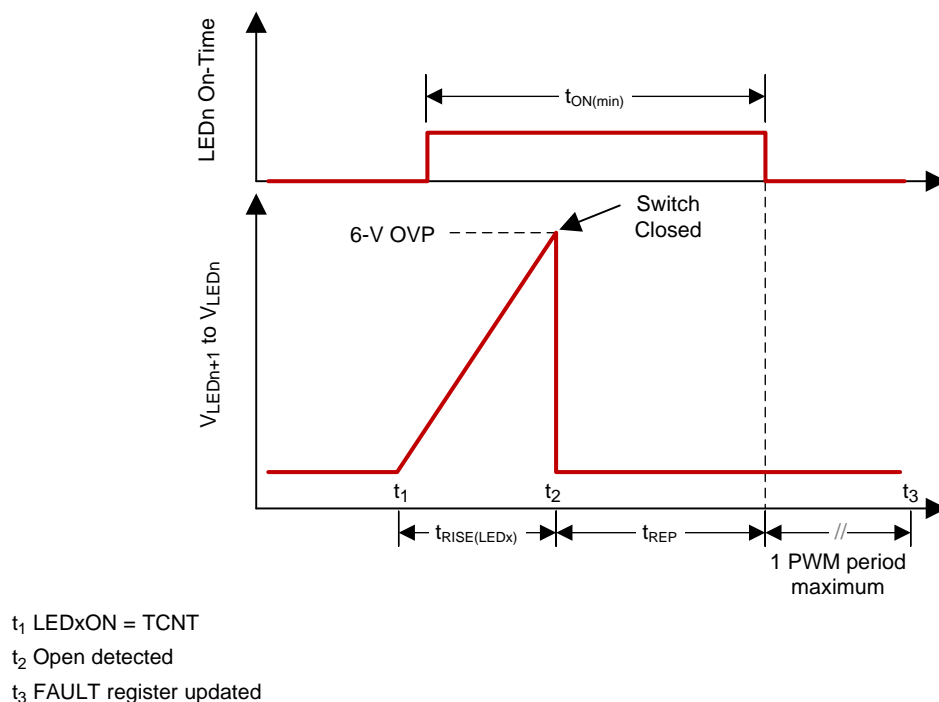 LEDn On-Time
tON(min)
Switch
Closed
6-V OVP
VLEDn+1 to VLEDn
t1
t2
t3
tRISE(LEDx)
tREP
//
1 PWM period
maximum
t1 LEDxON = TCNT
t2 Open detected
t3 FAULT register updated